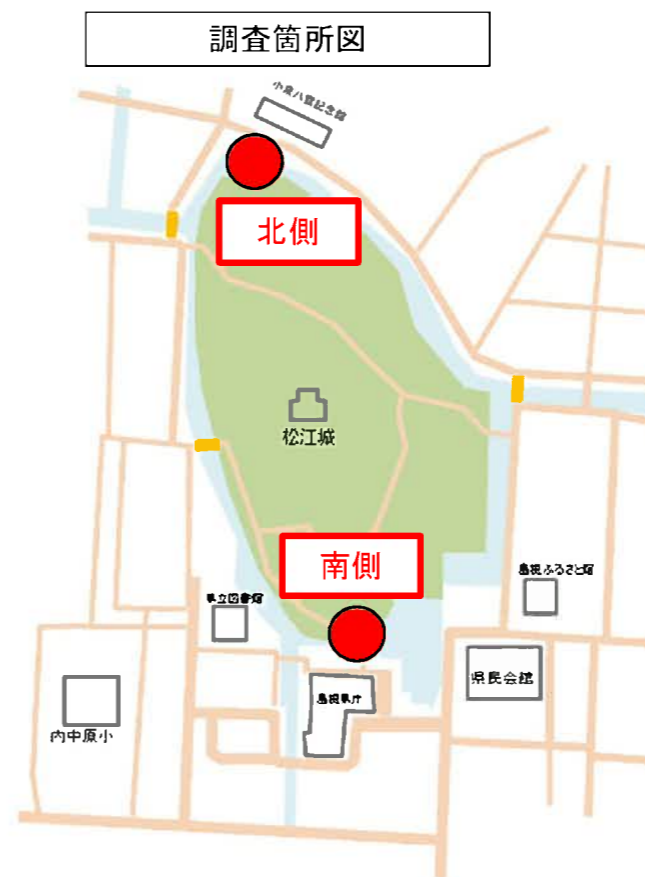 調査箇所図
小泉八雲記念館
北側
松江城
南側
島根ふるさと館
県立図書館
県民会館
島根県庁
内中原小